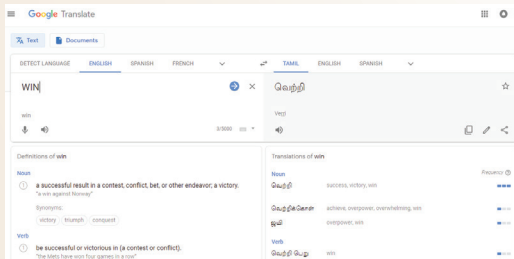 Google Translate
Text Documents
DETECT LANGUAGE ENGLISH SPANISH FRENCH TAMIL ENGLISH SPANISH
WIN
வெற்றி
win
Veṟṟi
3/5000
Definitions of win
Translations of win
Noun
Noun Frequency
a successful result in a contest, conflict, bet, or other endeavor; a victory.
"a win against Norway"
வெற்றி success, victory, win
Synonyms:
வெற்றிக்கொள் achieve, overpower, overwhelming, win
victory triumph conquest
ஜயி overpower, win
Verb
Verb
be successful or victorious in (a contest or conflict).
வெற்றி பெறு win
"the Mets have won four games in a row"